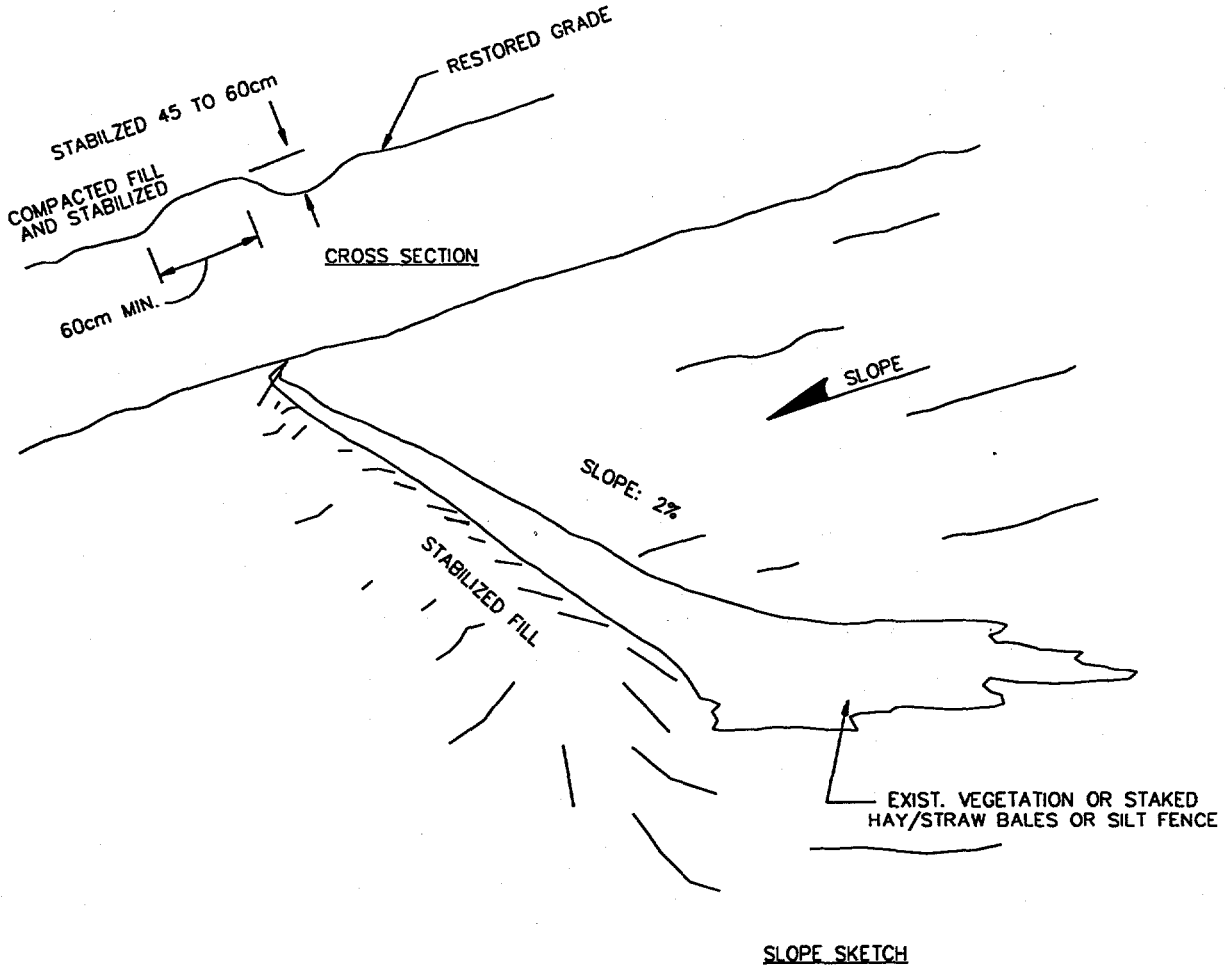 RESTORED GRADE
STABILZED 45 TO 60cm
COMPACTED FILL
AND STABILIZED
CROSS SECTION
60cm MIN.
SLOPE
SLOPE: 2%
STABILIZED FILL
EXIST. VEGETATION OR STAKED
HAY/STRAW BALES OR SILT FENCE
SLOPE SKETCH